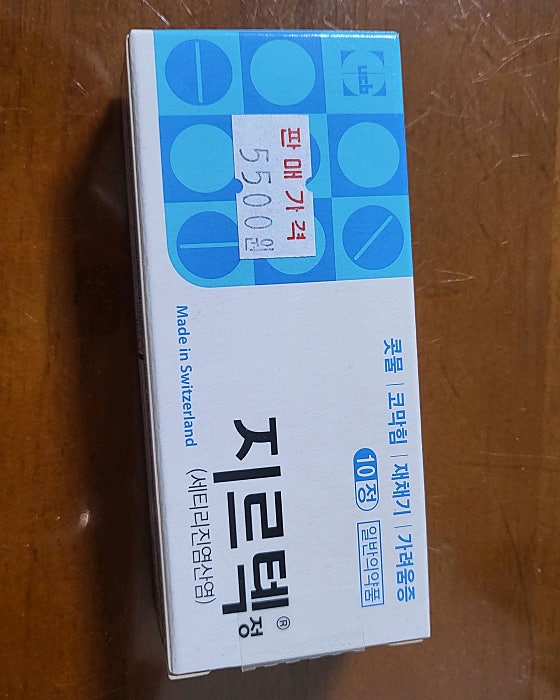 ucb
판매가격
5500원
콧물 | 코막힘 | 재채기 | 가려움증
10정 일반의약품
지르텍®정
(세티리진염산염)
Made in Switzerland